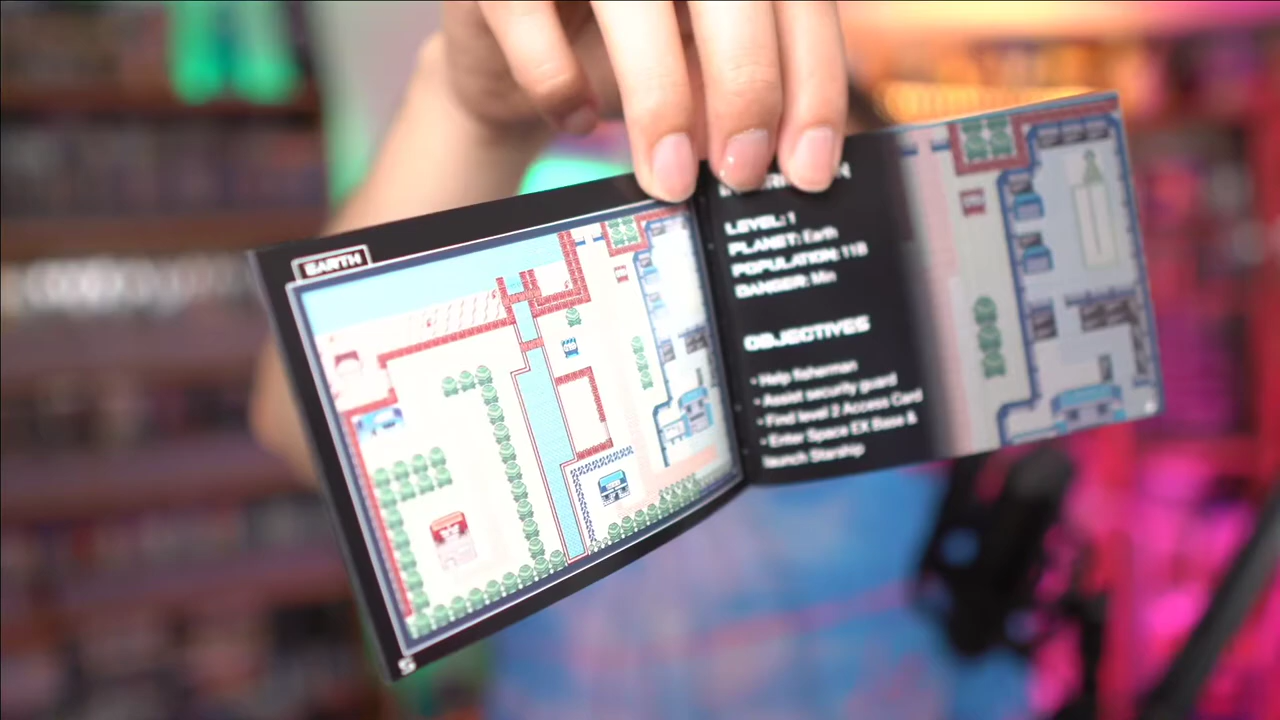 EARTH
LEVEL: 1
PLANET: Earth
POPULATION: 11B
DANGER: Min
OBJECTIVES
• Help fisherman
• Assist security guard
• Find level 2 Access Card
• Enter Space EX Base &
launch Starship